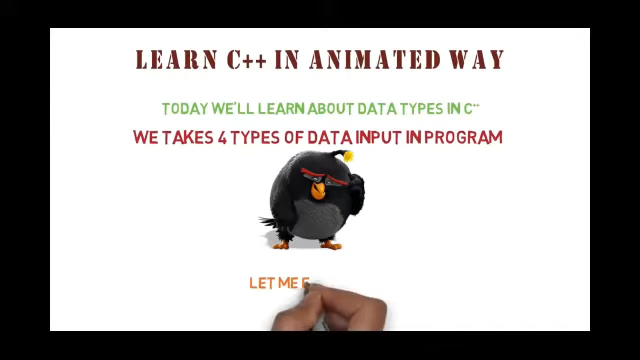 LEARN C++ IN ANIMATED WAY
TODAY WE'LL LEARN ABOUT DATA TYPES IN C++
WE TAKES 4 TYPES OF DATA INPUT IN PROGRAM
LET ME